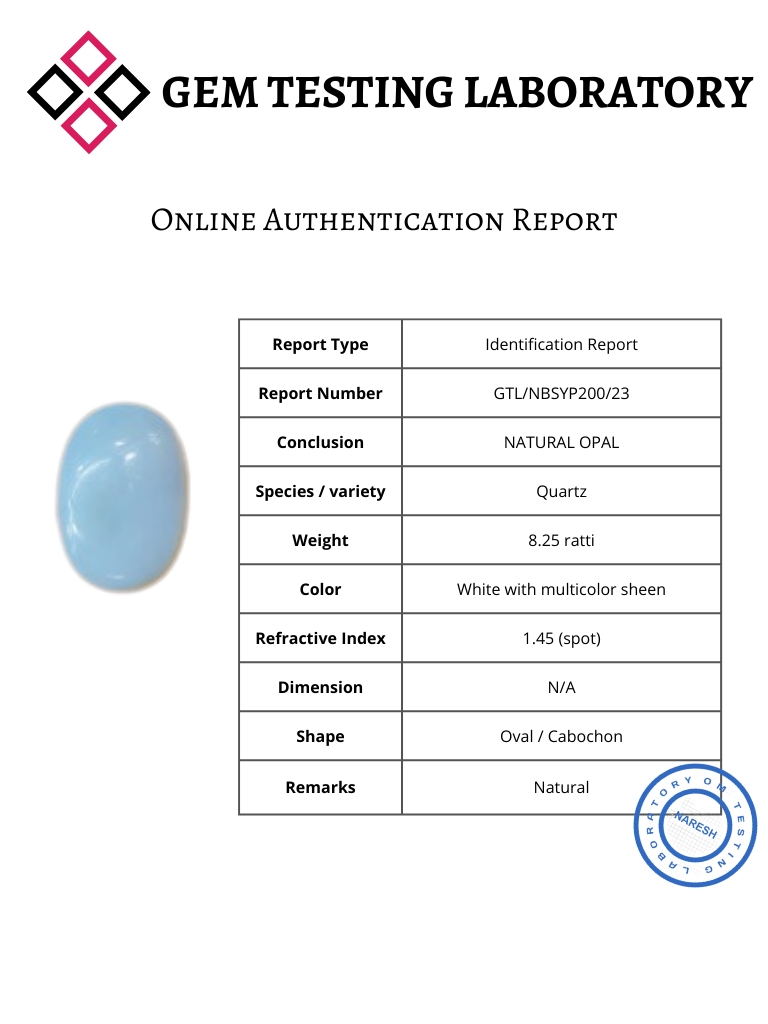 GEM TESTING LABORATORY
Online Authentication Report
Report Type Identification Report
Report Number GTL/NBSYP200/23
Conclusion NATURAL OPAL
Species / variety Quartz
Weight 8.25 ratti
Color White with multicolor sheen
Refractive Index 1.45 (spot)
Dimension N/A
Shape Oval / Cabochon
Remarks Natural
OM TESTING LABORATORY
NARESH